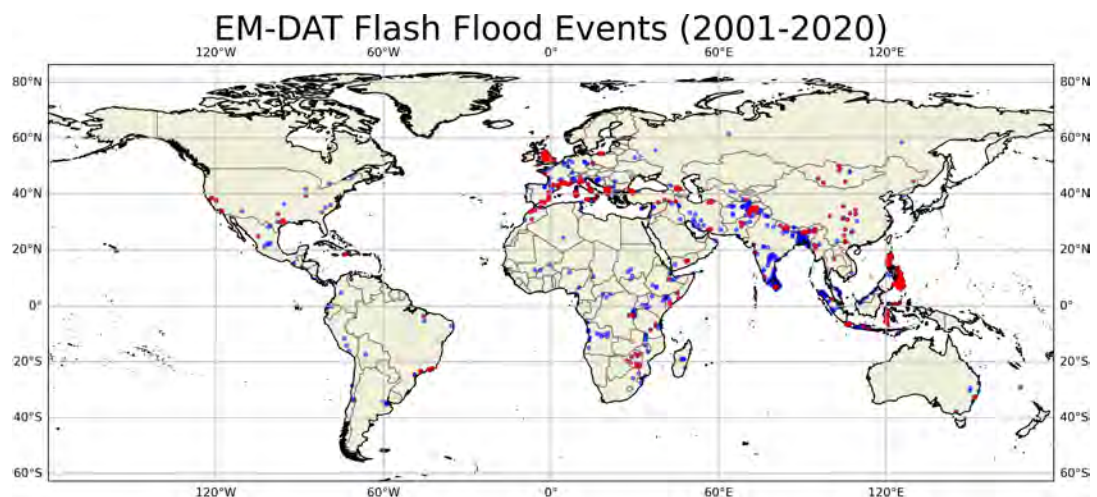 EM-DAT Flash Flood Events (2001-2020)
120°W 60°W 0° 60°E 120°E
80°N 80°N
60°N 60°N
40°N 40°N
20°N 20°N
0° 0°
20°S 20°S
40°S 40°S
60°S 60°S
120°W 60°W 0° 60°E 120°E